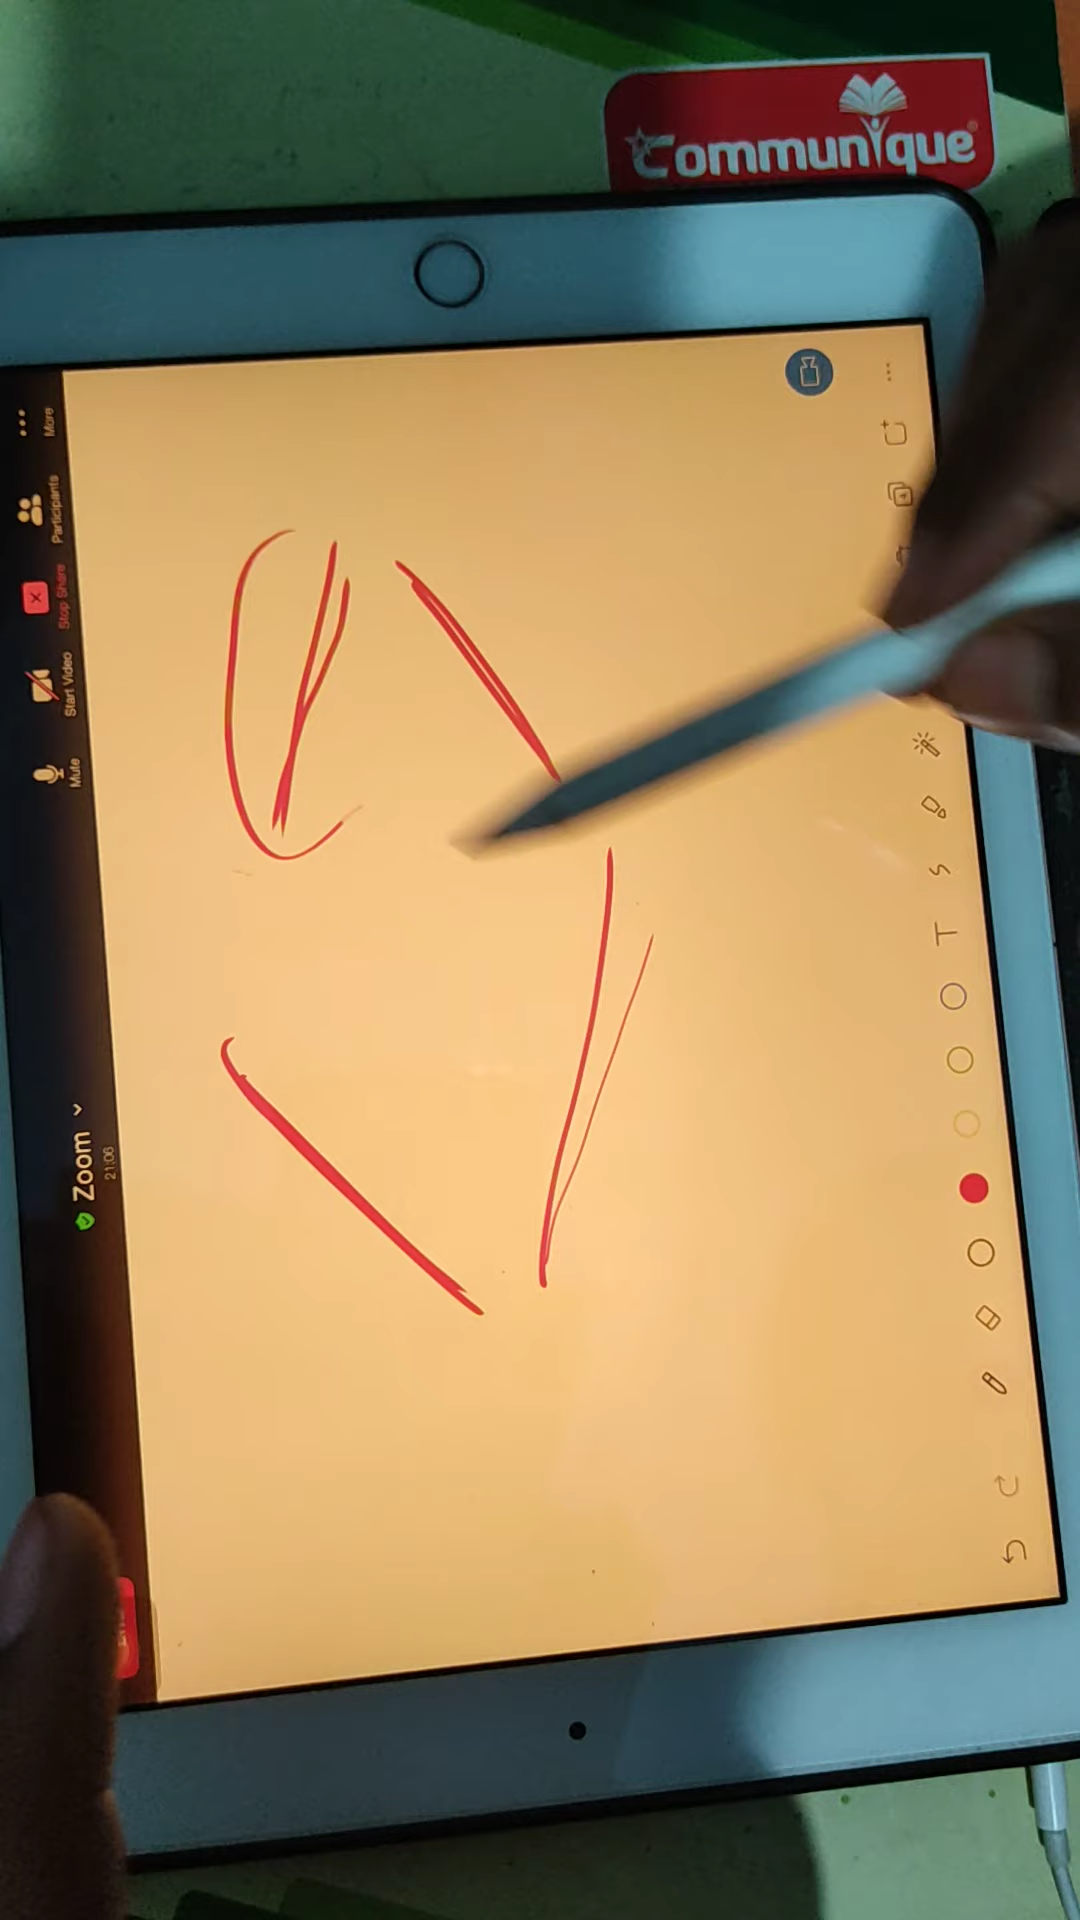 Communique
Zoom
21:06
Mute
Start Video
Stop Share
Participants
More
T